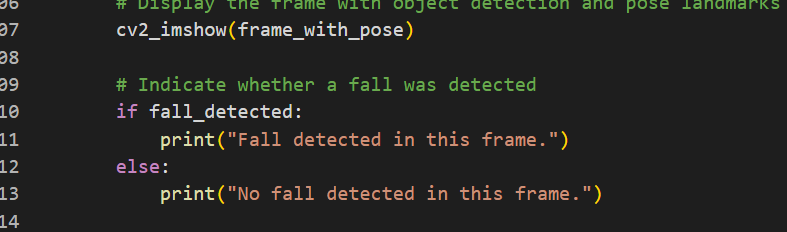 06 # Display the frame with object detection and pose landmarks
07 cv2_imshow(frame_with_pose)
08
09 # Indicate whether a fall was detected
10 if fall_detected:
11 print("Fall detected in this frame.")
12 else:
13 print("No fall detected in this frame.")
14